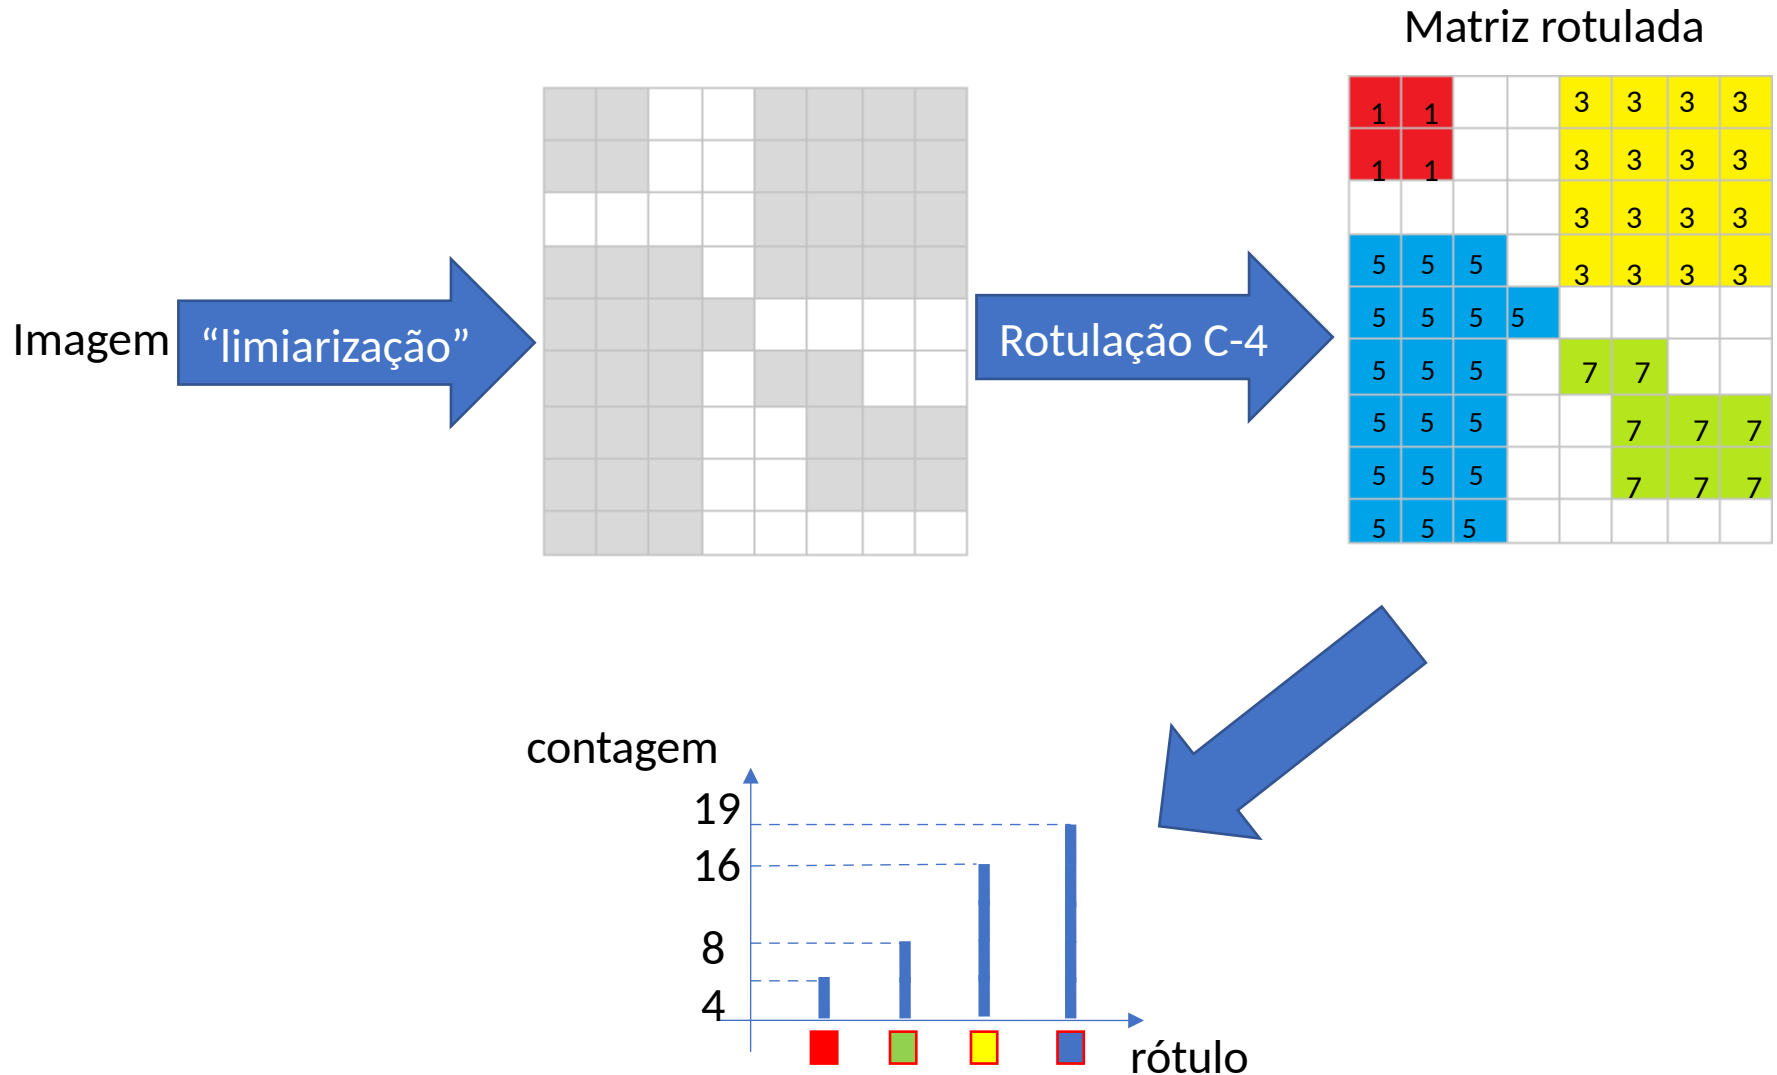 Matriz rotulada
1 1 3 3 3 3
1 1 3 3 3 3
3 3 3 3
5 5 5 3 3 3 3
5 5 5 5
5 5 5 7 7
5 5 5 7 7 7
5 5 5 7 7 7
5 5 5
Imagem
“limiarização”
Rotulação C-4
contagem
19
16
8
4
rótulo